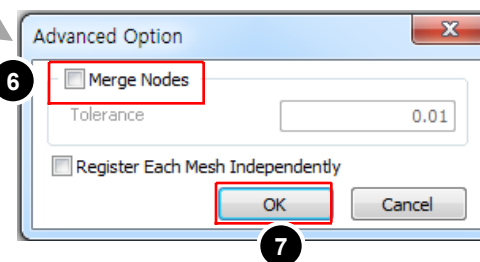 Advanced Option
6
Merge Nodes
Tolerance 0.01
Register Each Mesh Independently
OK Cancel
7